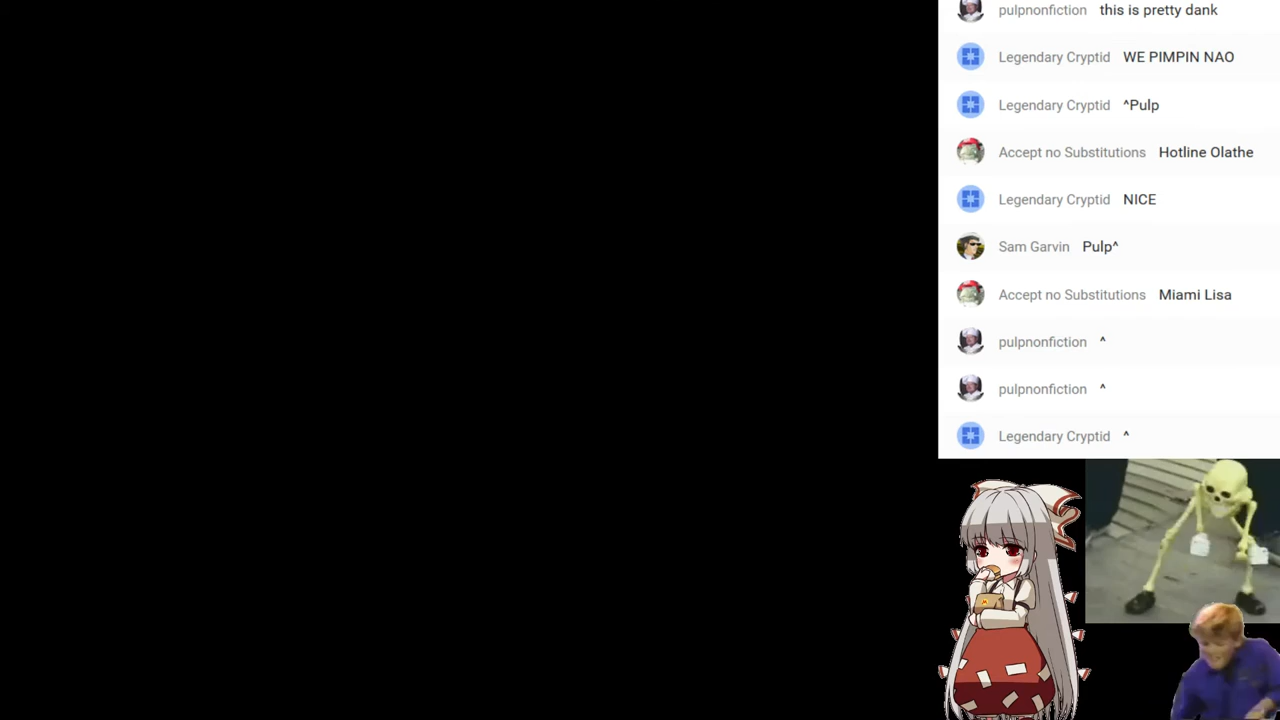 pulpnonfiction this is pretty dank
Legendary Cryptid WE PIMPIN NAO
Legendary Cryptid ^Pulp
Accept no Substitutions Hotline Olathe
Legendary Cryptid NICE
Sam Garvin Pulp^
Accept no Substitutions Miami Lisa
pulpnonfiction ^
pulpnonfiction ^
Legendary Cryptid ^